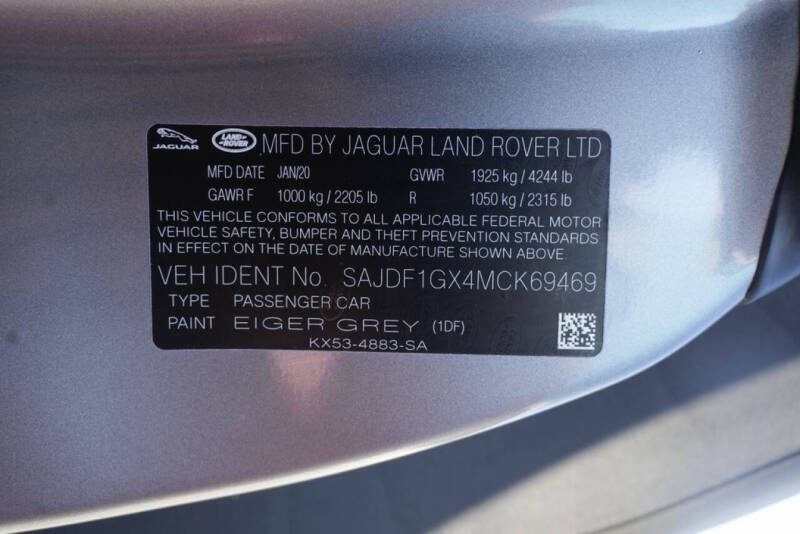 JAGUAR LAND ROVER MFD BY JAGUAR LAND ROVER LTD
MFD DATE JAN/20 GVWR 1925 kg / 4244 lb
GAWR F 1000 kg / 2205 lb R 1050 kg / 2315 lb
THIS VEHICLE CONFORMS TO ALL APPLICABLE FEDERAL MOTOR
VEHICLE SAFETY, BUMPER AND THEFT PREVENTION STANDARDS
IN EFFECT ON THE DATE OF MANUFACTURE SHOWN ABOVE.
VEH IDENT No. SAJDF1GX4MCK69469
TYPE PASSENGER CAR
PAINT EIGER GREY (1DF)
KX53-4883-SA